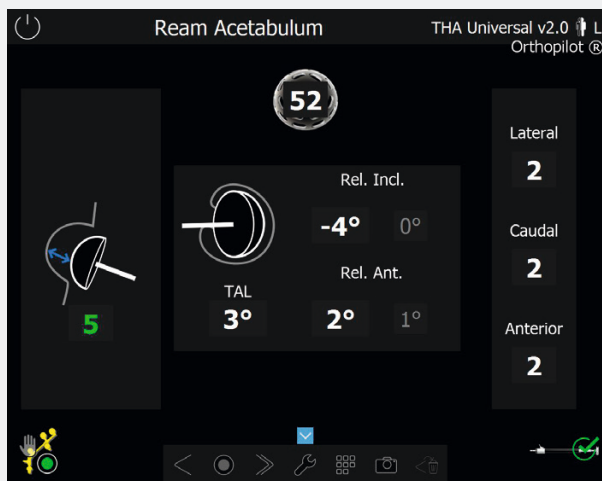 Ream Acetabulum
THA Universal v2.0 L
Orthopilot ®
52
Lateral
2
Rel. Incl.
-4° 0°
Caudal
2
TAL
3°
Rel. Ant.
2° 1°
5
Anterior
2